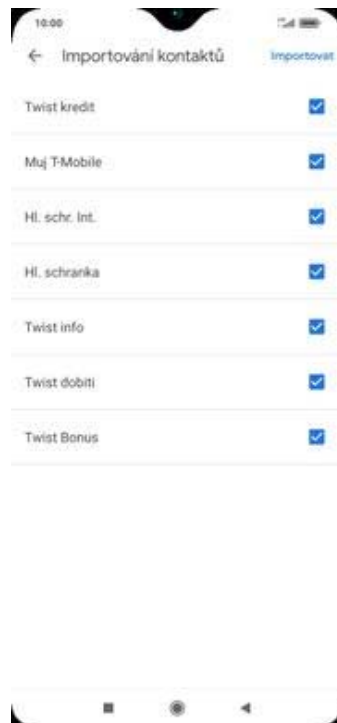 10:00
Importování kontaktů
Importovat
Twist kredit
Muj T-Mobile
Hl. schr. Int.
Hl. schranka
Twist info
Twist dobiti
Twist Bonus